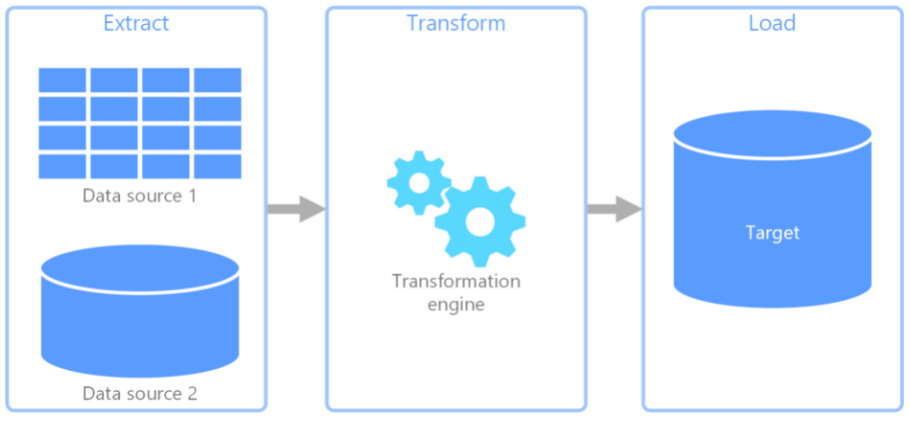 Extract
Data source 1
Data source 2
Transform
Transformation
engine
Load
Target